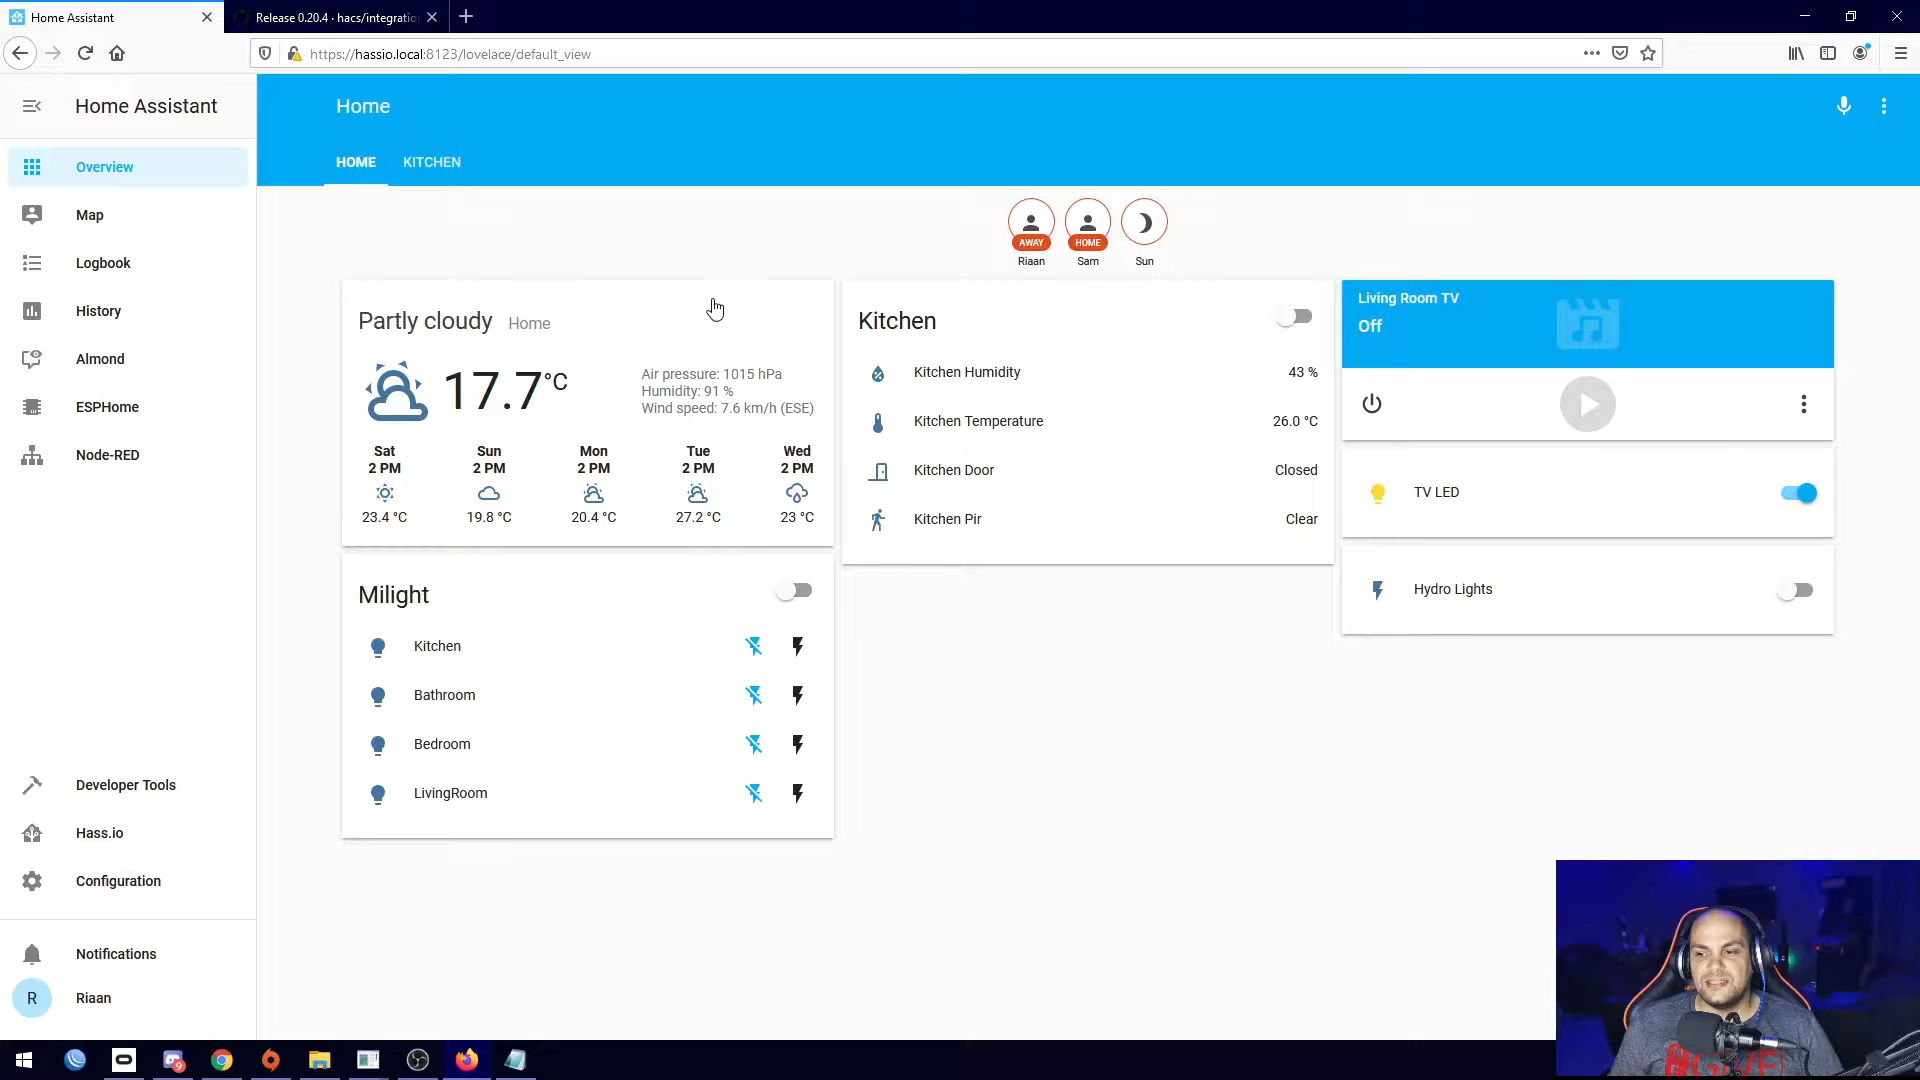 Home Assistant
Release 0.20.4 · hacs/integratio
https://hassio.local:8123/lovelace/default_view
Home Assistant
Overview
Map
Logbook
History
Almond
ESPHome
Node-RED
Developer Tools
Hass.io
Configuration
Notifications
R
Riaan
Home
HOME
KITCHEN
AWAY
HOME
Riaan
Sam
Sun
Partly cloudy
Home
17.7°C
Air pressure: 1015 hPa
Humidity: 91 %
Wind speed: 7.6 km/h (ESE)
Sat Sun Mon Tue Wed
2 PM 2 PM 2 PM 2 PM 2 PM
23.4 °C 19.8 °C 20.4 °C 27.2 °C 23 °C
Milight
Kitchen
Bathroom
Bedroom
LivingRoom
Kitchen
Kitchen Humidity 43 %
Kitchen Temperature 26.0 °C
Kitchen Door Closed
Kitchen Pir Clear
Living Room TV
Off
TV LED
Hydro Lights
9